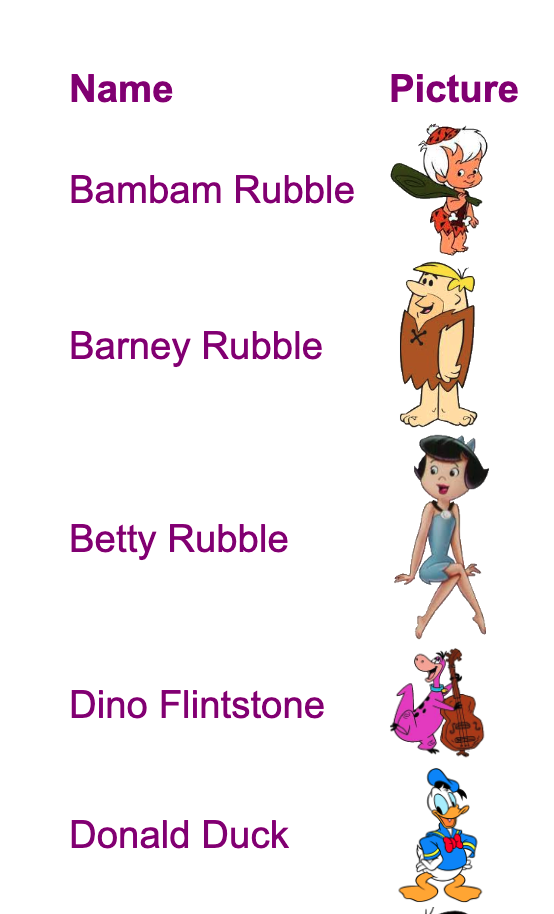 Name Picture
Bambam Rubble
Barney Rubble
Betty Rubble
Dino Flintstone
Donald Duck